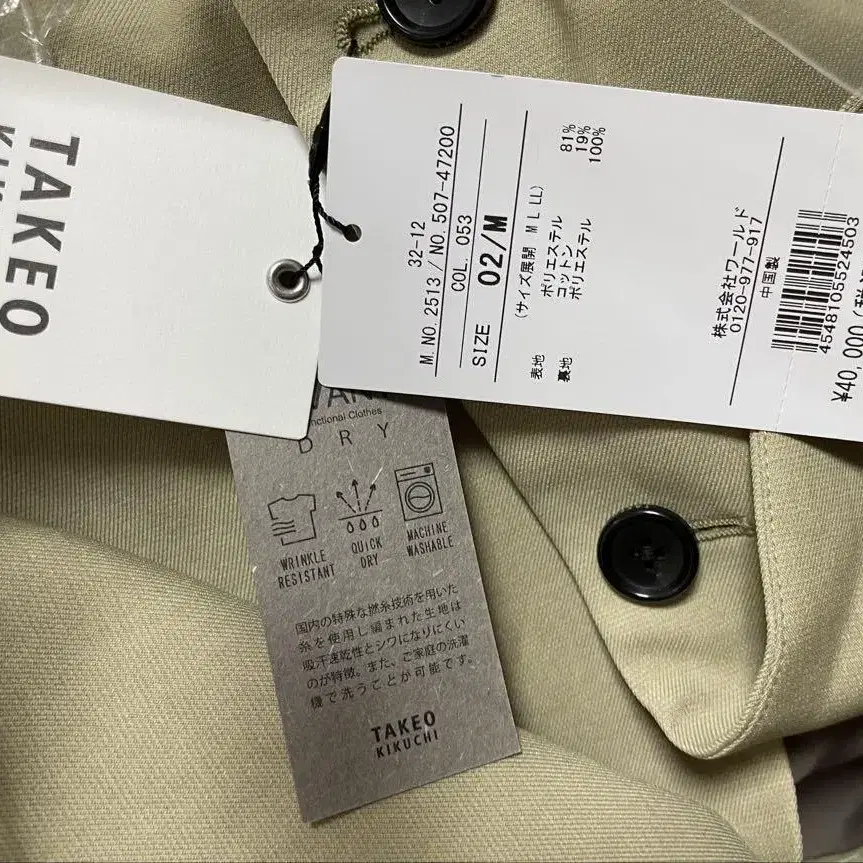 TAKEO
32-12
M. NO. 2513 / NO. 507-47200
COL. 053
SIZE 02/M
(サイズ展開 M L LL)
表地 ポリエステル 81%
コットン 19%
裏地 ポリエステル 100%
株式会社ワールド
0120-977-917
中国製
4548105524503
¥40,000
Functional Clothes
DRY
WRINKLE
RESISTANT
QUICK
DRY
MACHINE
WASHABLE
国内の特殊な撚糸技術を用いた
糸を使用し編まれた生地は
吸汗速乾性とシワになりにくい
のが特徴。また、ご家庭の洗濯
機で洗うことが可能です。
TAKEO
KIKUCHI